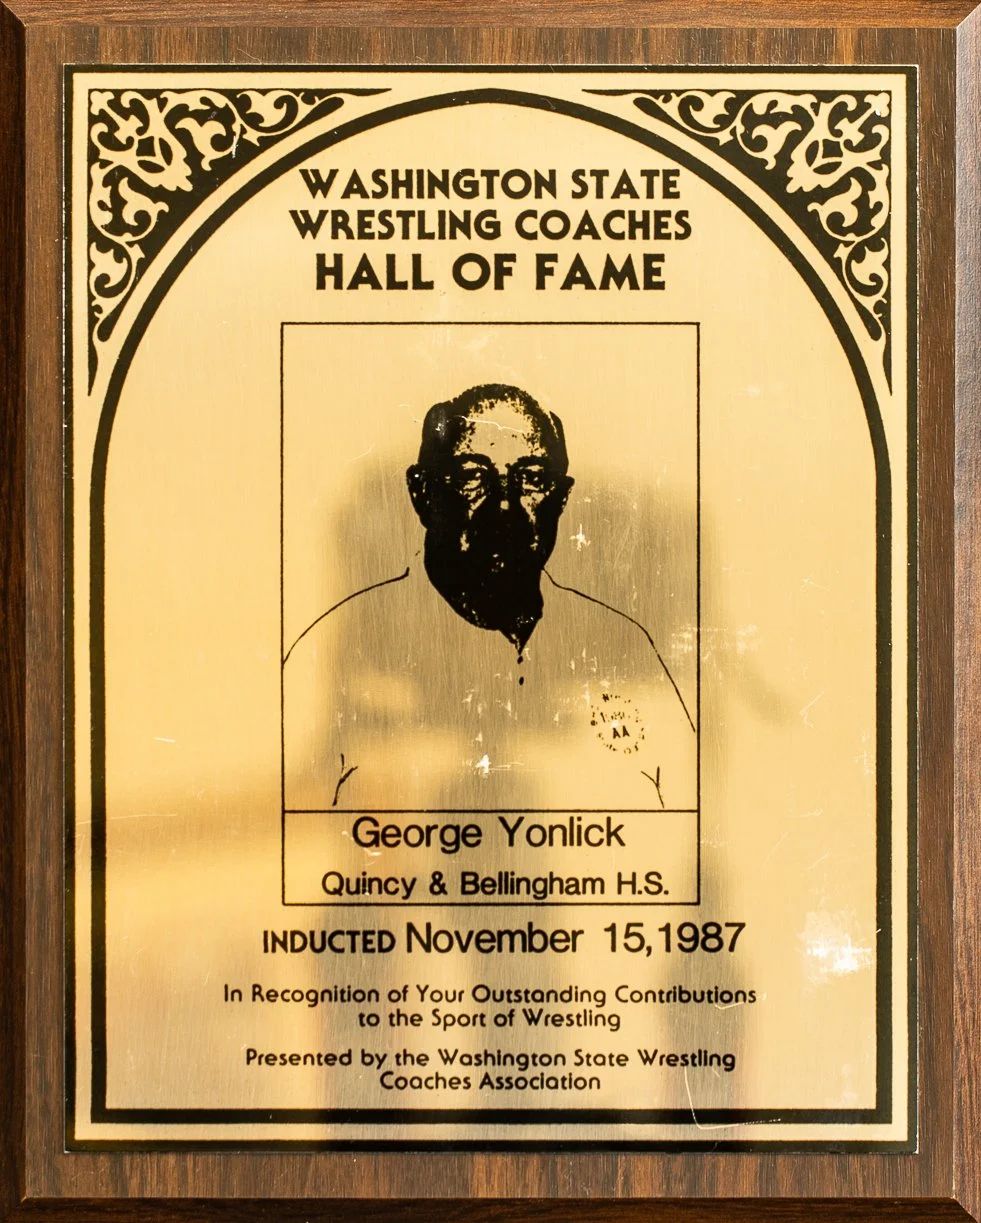 WASHINGTON STATE
WRESTLING COACHES
HALL OF FAME
AA
George Yonlick
Quincy & Bellingham H.S.
INDUCTED November 15, 1987
In Recognition of Your Outstanding Contributions
to the Sport of Wrestling
Presented by the Washington State Wrestling
Coaches Association